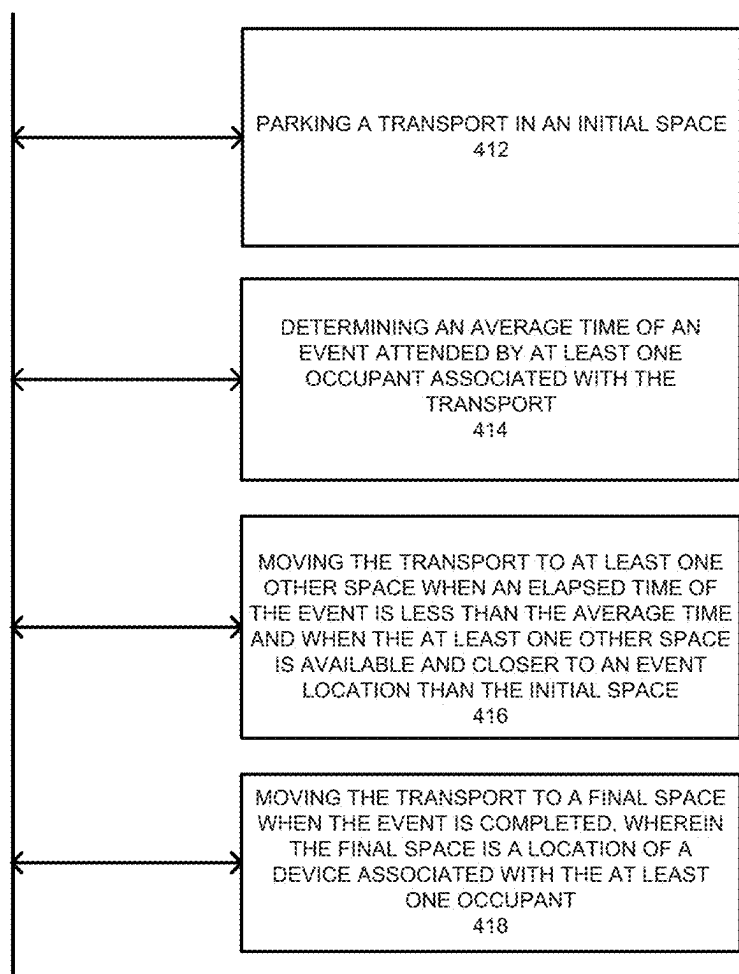 PARKING A TRANSPORT IN AN INITIAL SPACE
412
DETERMINING AN AVERAGE TIME OF AN
EVENT ATTENDED BY AT LEAST ONE
OCCUPANT ASSOCIATED WITH THE
TRANSPORT
414
MOVING THE TRANSPORT TO AT LEAST ONE
OTHER SPACE WHEN AN ELAPSED TIME OF
THE EVENT IS LESS THAN THE AVERAGE TIME
AND WHEN THE AT LEAST ONE OTHER SPACE
IS AVAILABLE AND CLOSER TO AN EVENT
LOCATION THAN THE INITIAL SPACE
416
MOVING THE TRANSPORT TO A FINAL SPACE
WHEN THE EVENT IS COMPLETED, WHEREIN
THE FINAL SPACE IS A LOCATION OF A
DEVICE ASSOCIATED WITH THE AT LEAST
ONE OCCUPANT
418